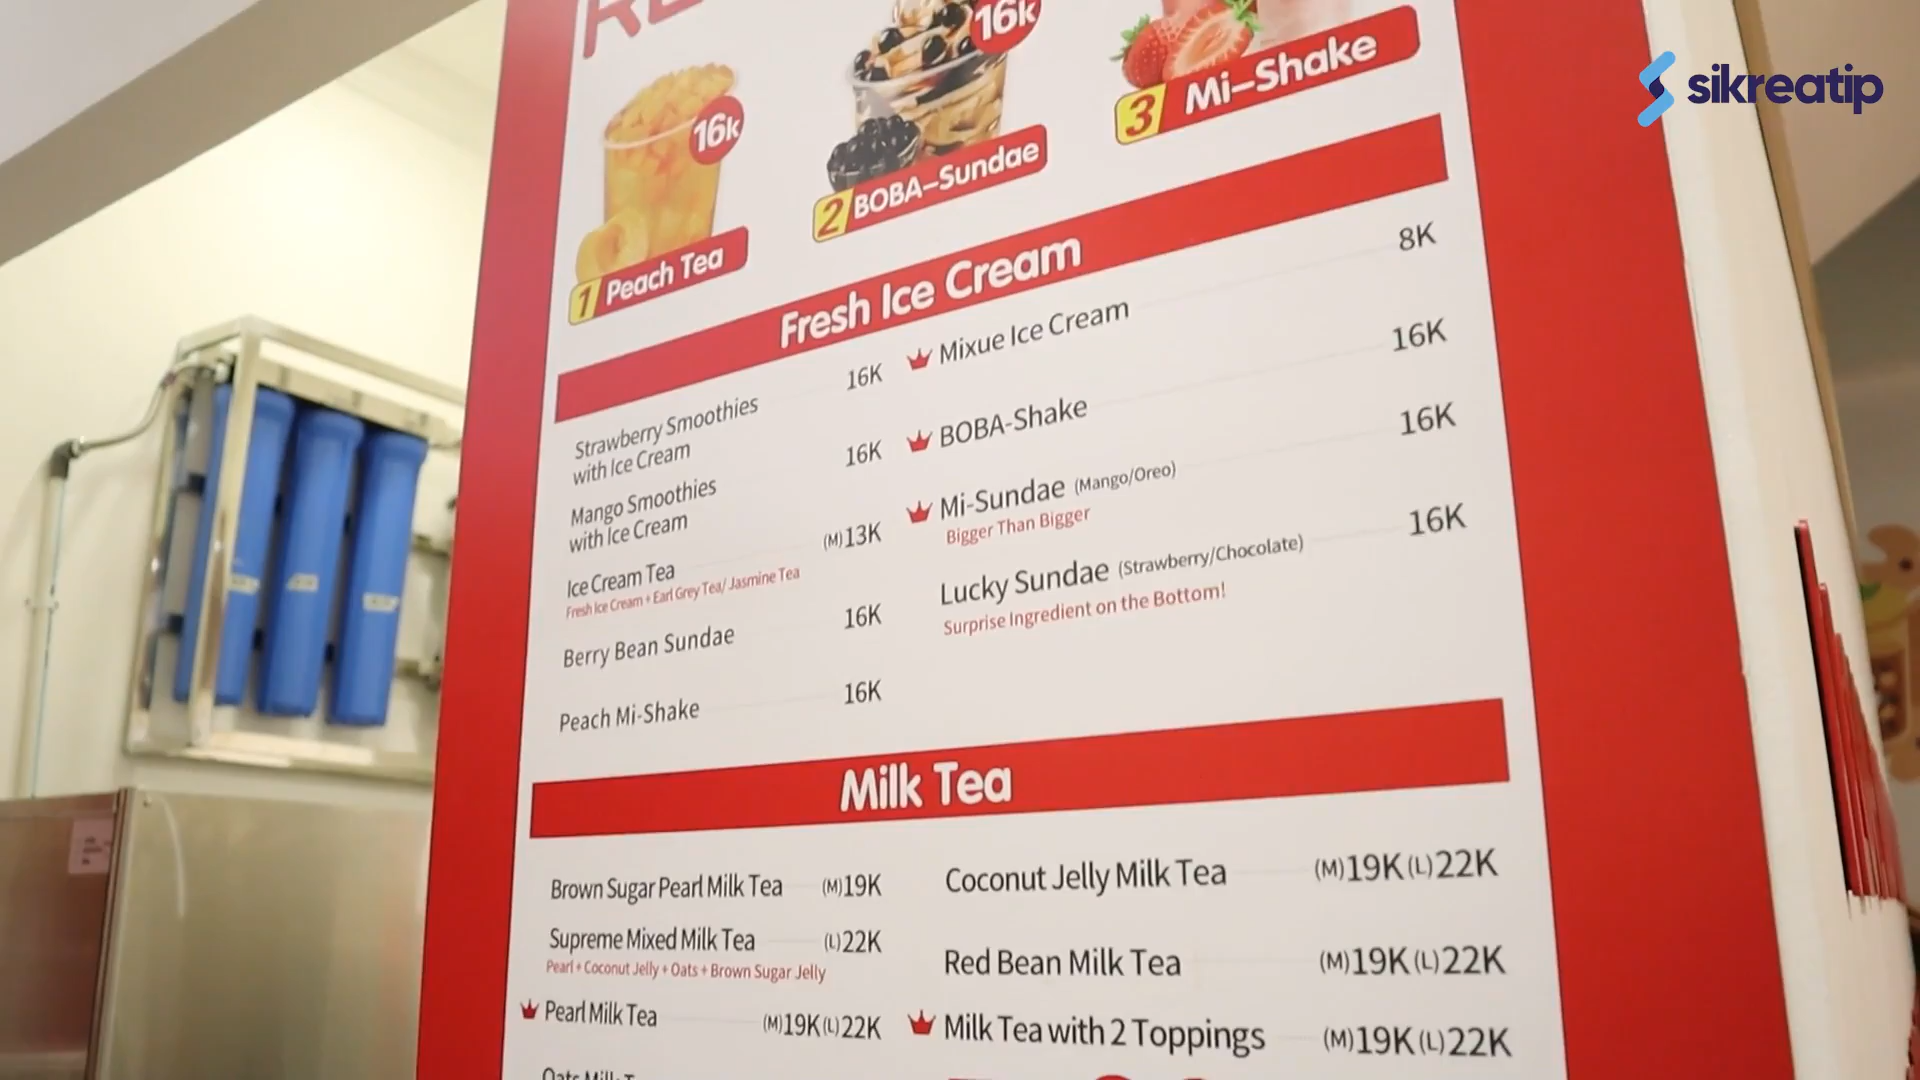 sikreatip
16k
16k
1 Peach Tea
2 BOBA-Sundae
3 Mi-Shake
Fresh Ice Cream
Strawberry Smoothies
with Ice Cream
16K
Mango Smoothies
with Ice Cream
16K
Ice Cream Tea
(M)13K
Fresh Ice Cream + Earl Grey Tea/ Jasmine Tea
Berry Bean Sundae
16K
Peach Mi-Shake
16K
Mixue Ice Cream
8K
BOBA-Shake
16K
Mi-Sundae (Mango/Oreo)
16K
Bigger Than Bigger
Lucky Sundae (Strawberry/Chocolate)
16K
Surprise Ingredient on the Bottom!
Milk Tea
Brown Sugar Pearl Milk Tea (M)19K
Supreme Mixed Milk Tea (L)22K
Pearl + Coconut Jelly + Oats + Brown Sugar Jelly
Pearl Milk Tea (M)19K(L)22K
Coconut Jelly Milk Tea (M)19K(L)22K
Red Bean Milk Tea (M)19K(L)22K
Milk Tea with 2 Toppings (M)19K(L)22K